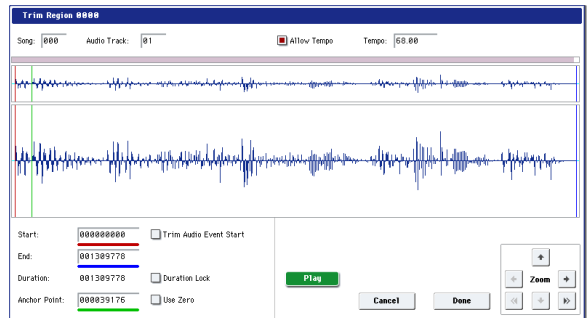 Trim Region 0000
Song: 000 Audio Track: 01 Allow Tempo Tempo: 68.00
Start: 000000000 Trim Audio Event Start
End: 001309778
Duration: 001309778 Duration Lock Play
Zoom
Anchor Point: 000039176 Use Zero Cancel Done